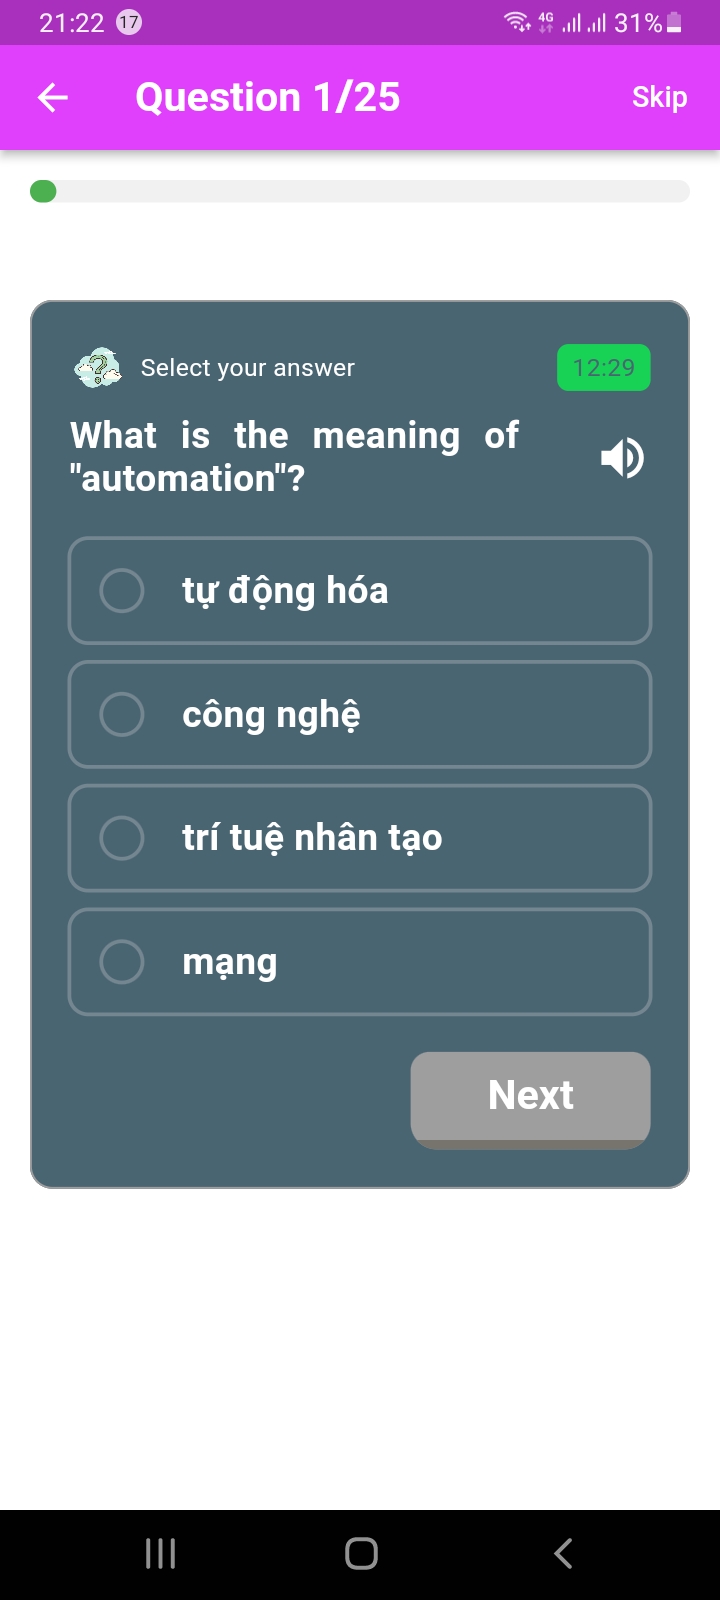 21:22 17 4G 31%
Question 1/25 Skip
Select your answer 12:29
What is the meaning of
"automation"?
tự động hóa
công nghệ
trí tuệ nhân tạo
mạng
Next